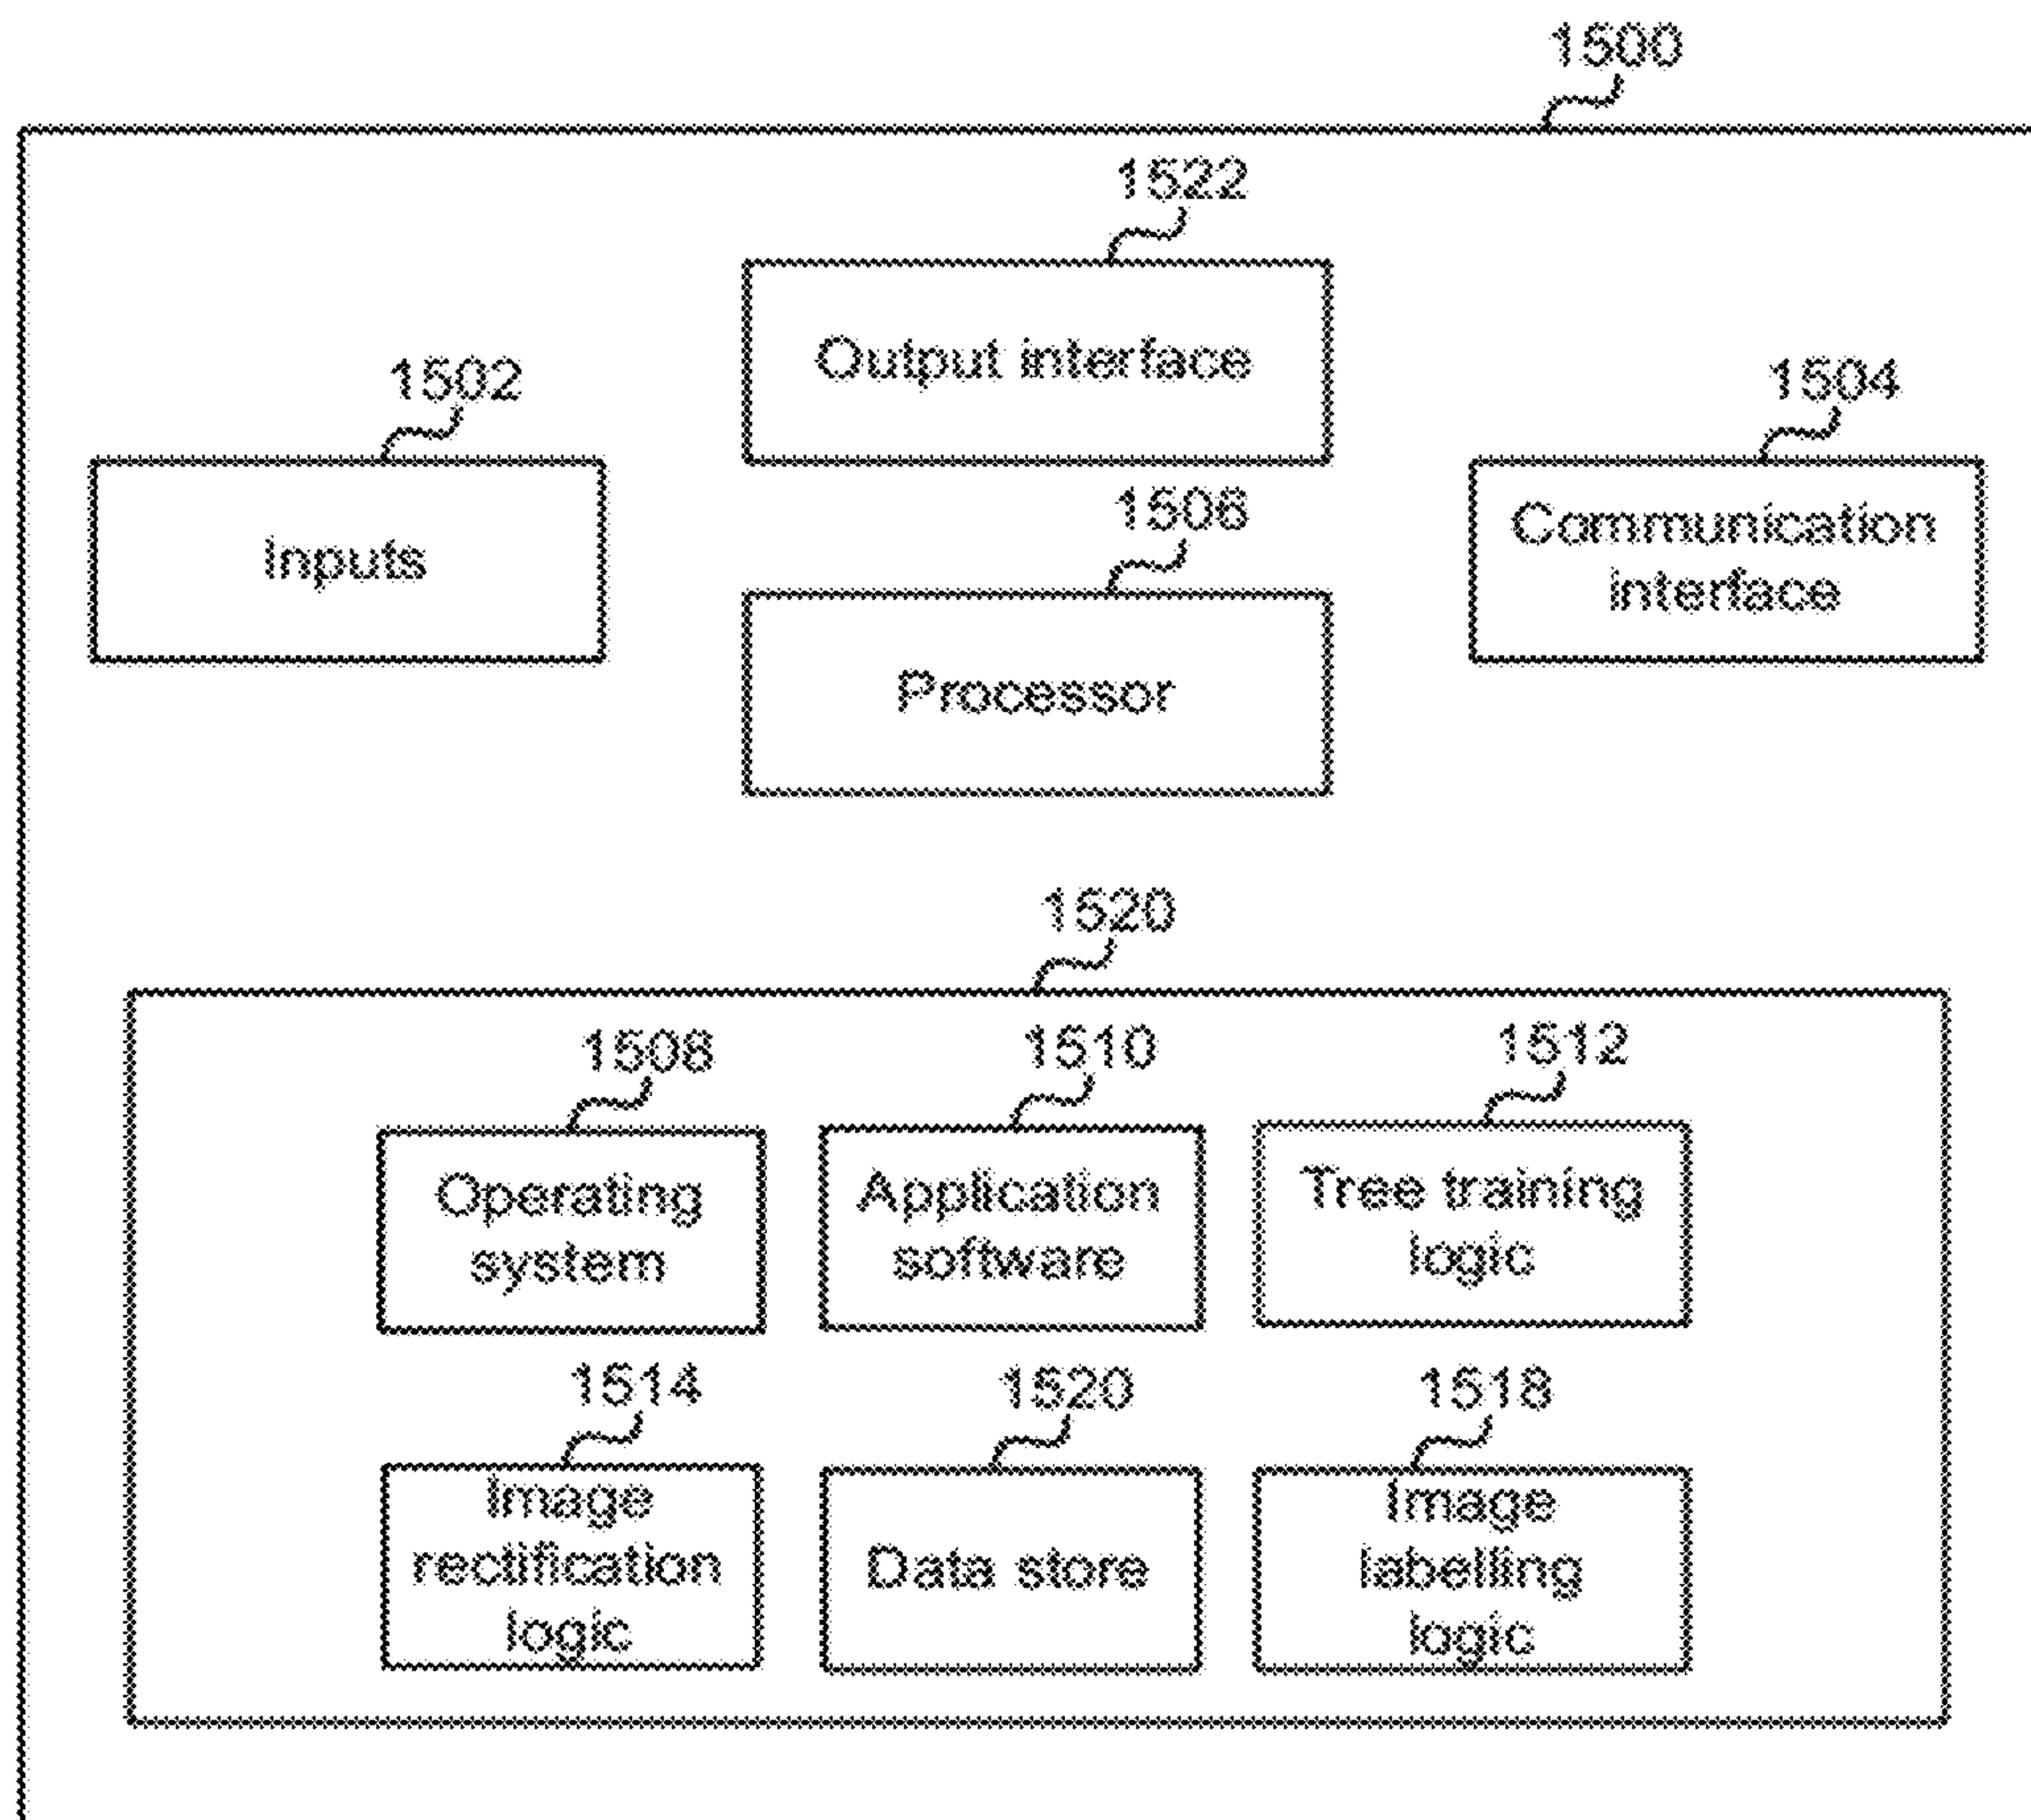 1500
1522
Output interface
1502
Inputs
1504
Communication
interface
1506
Processor
1520
1508
Operating
system
1510
Application
software
1512
Tree training
logic
1514
Image
rectification
logic
1520
Data store
1518
Image
labelling
logic